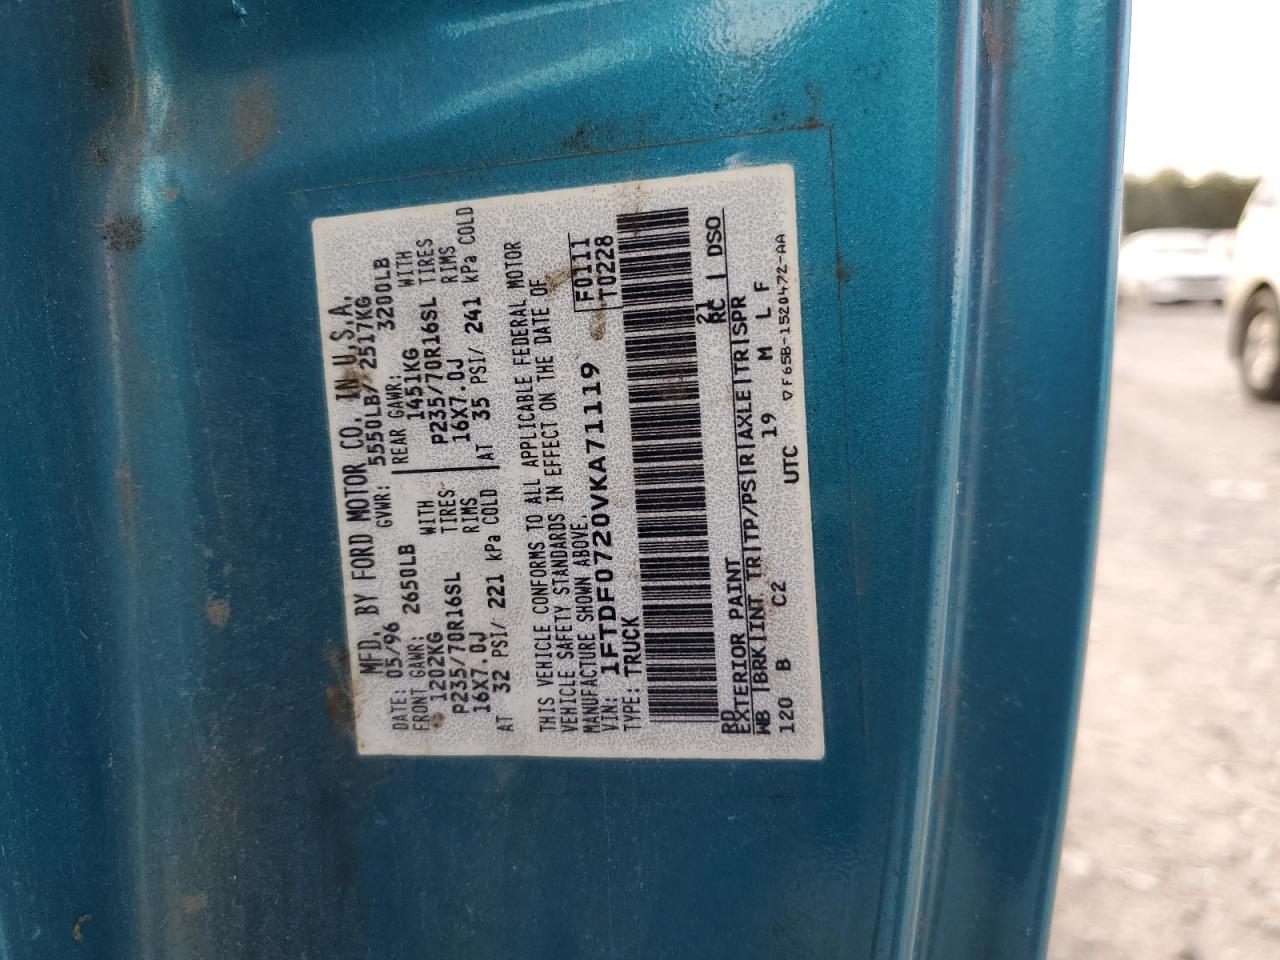 MFD. BY FORD MOTOR CO. IN U.S.A.
DATE: 05/96 GVWR: 5550LB/ 2517KG
FRONT GAWR: 2650LB REAR GAWR: 3200LB
1202KG WITH 1451KG WITH
P235/70R16SL TIRES P235/70R16SL TIRES
16X7.0J RIMS 16X7.0J RIMS
AT 32 PSI/ 221 kPa COLD AT 35 PSI/ 241 kPa COLD
THIS VEHICLE CONFORMS TO ALL APPLICABLE FEDERAL MOTOR
VEHICLE SAFETY STANDARDS IN EFFECT ON THE DATE OF
MANUFACTURE SHOWN ABOVE.
VIN: 1FTDF0720VKA71119 F0111
TYPE: TRUCK T0228
RD 21
EXTERIOR PAINT RC DSO
WB BRK INT TR TP/PS R AXLE TR SPR
120 B C2 19 M L F
UTC ▽F65B-1520472-AA